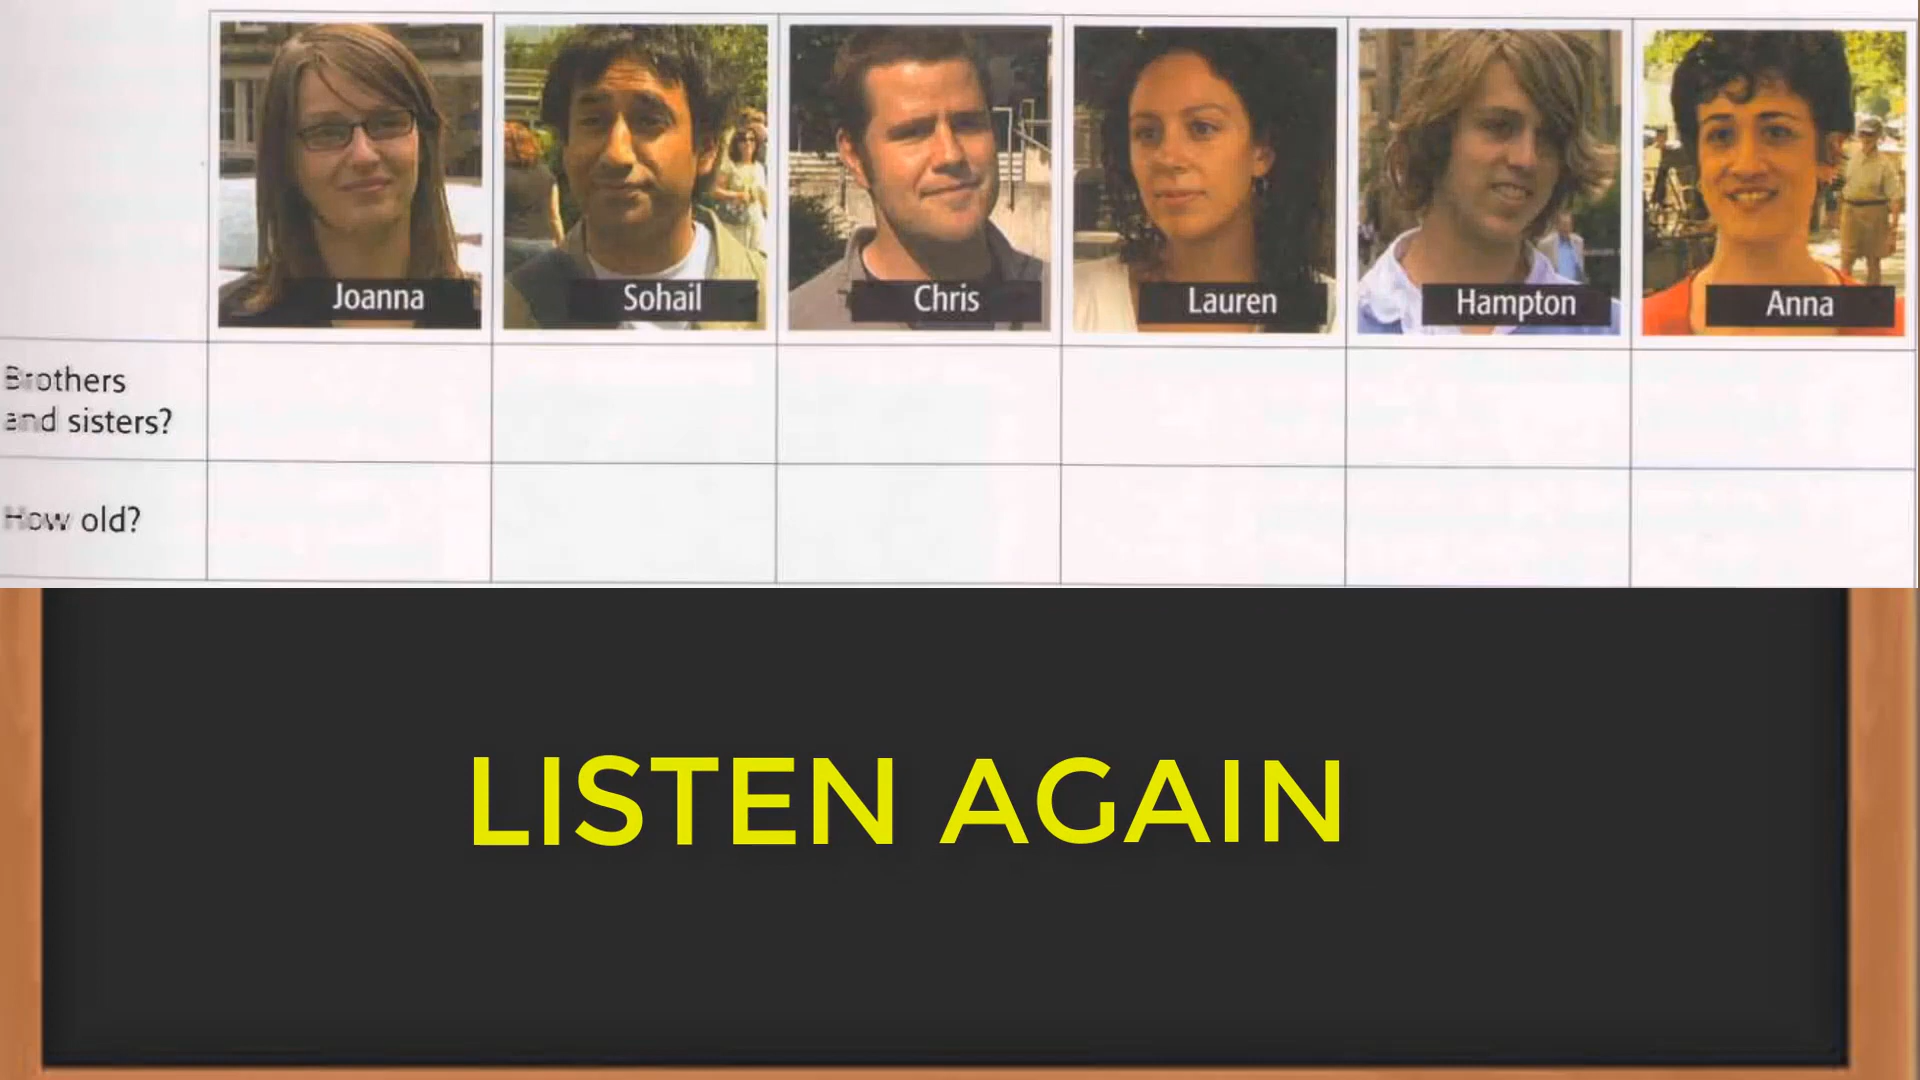 Joanna
Sohail
Chris
Lauren
Hampton
Anna
Brothers
and sisters?
How old?
LISTEN AGAIN